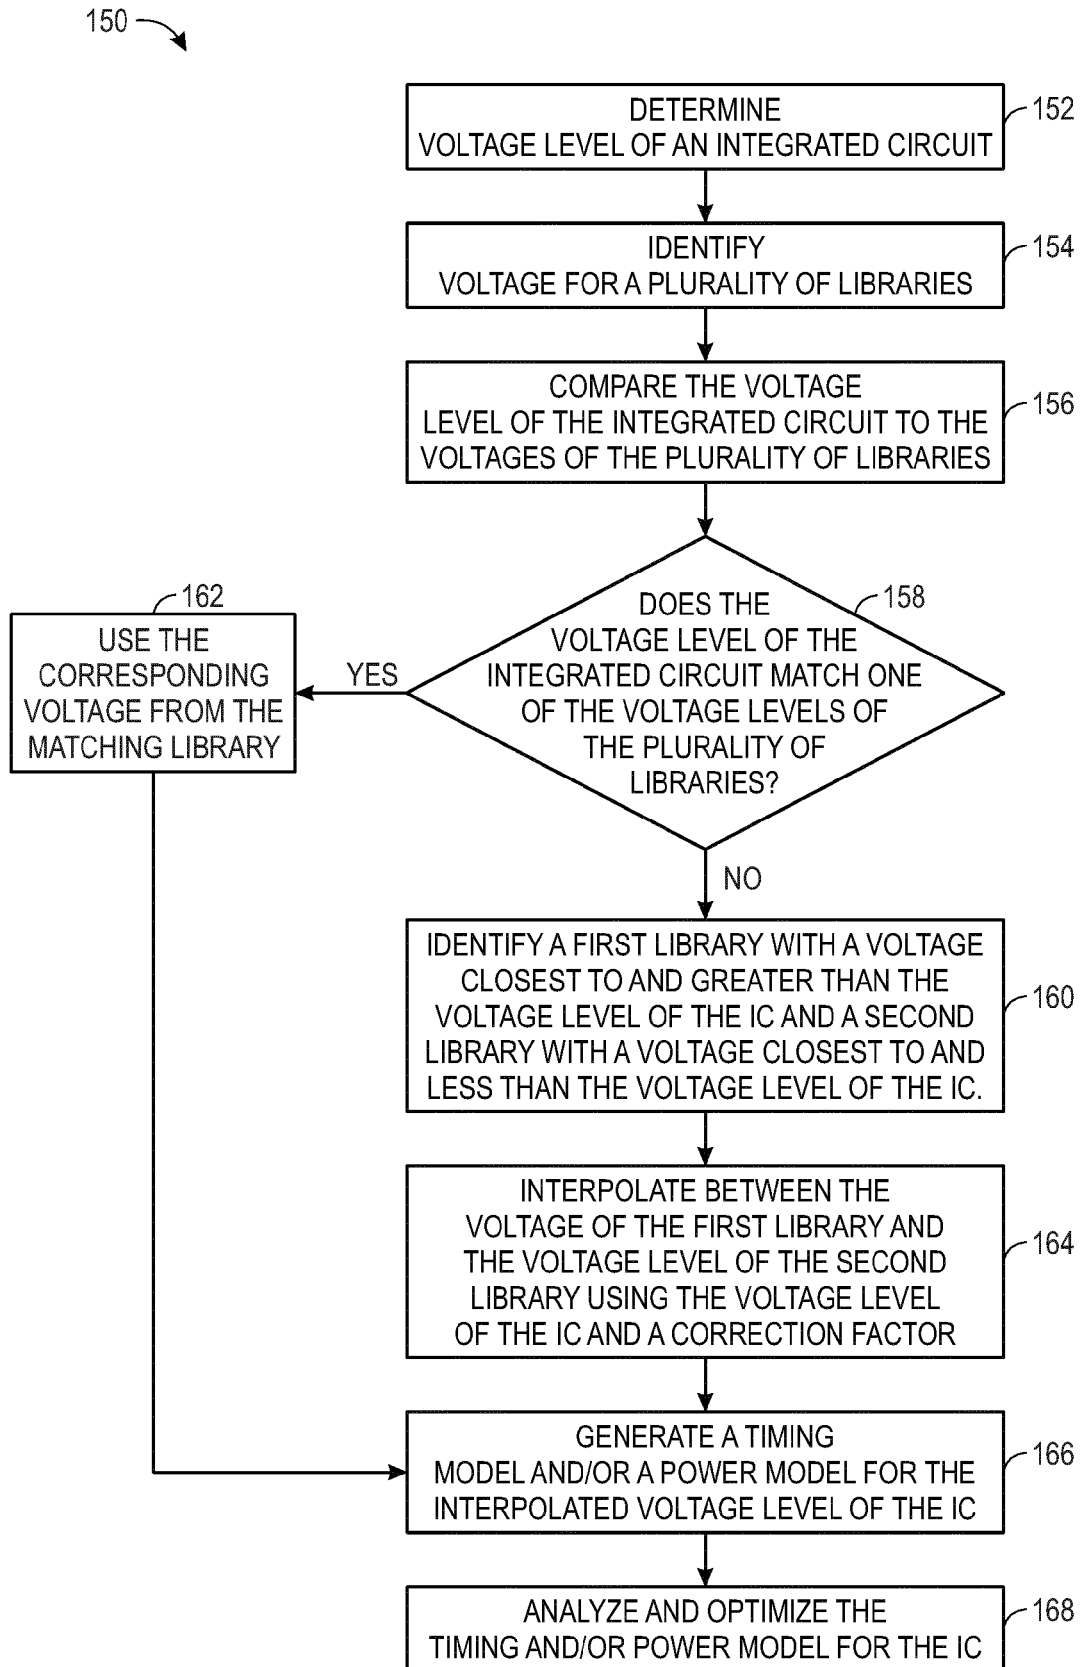 150
DETERMINE
VOLTAGE LEVEL OF AN INTEGRATED CIRCUIT
152
IDENTIFY
VOLTAGE FOR A PLURALITY OF LIBRARIES
154
COMPARE THE VOLTAGE
LEVEL OF THE INTEGRATED CIRCUIT TO THE
VOLTAGES OF THE PLURALITY OF LIBRARIES
156
DOES THE
VOLTAGE LEVEL OF THE
INTEGRATED CIRCUIT MATCH ONE
OF THE VOLTAGE LEVELS OF
THE PLURALITY OF
LIBRARIES?
158
YES
162
USE THE
CORRESPONDING
VOLTAGE FROM THE
MATCHING LIBRARY
NO
IDENTIFY A FIRST LIBRARY WITH A VOLTAGE
CLOSEST TO AND GREATER THAN THE
VOLTAGE LEVEL OF THE IC AND A SECOND
LIBRARY WITH A VOLTAGE CLOSEST TO AND
LESS THAN THE VOLTAGE LEVEL OF THE IC.
160
INTERPOLATE BETWEEN THE
VOLTAGE OF THE FIRST LIBRARY AND
THE VOLTAGE LEVEL OF THE SECOND
LIBRARY USING THE VOLTAGE LEVEL
OF THE IC AND A CORRECTION FACTOR
164
GENERATE A TIMING
MODEL AND/OR A POWER MODEL FOR THE
INTERPOLATED VOLTAGE LEVEL OF THE IC
166
ANALYZE AND OPTIMIZE THE
TIMING AND/OR POWER MODEL FOR THE IC
168